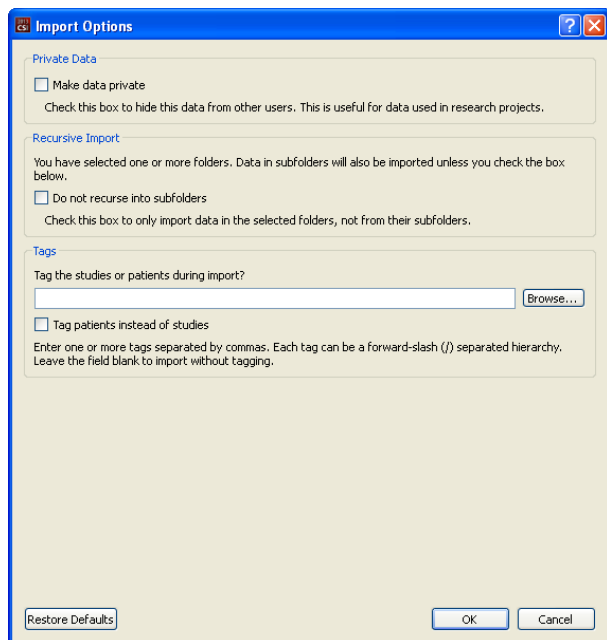 Import Options
Private Data
Make data private
Check this box to hide this data from other users. This is useful for data used in research projects.
Recursive Import
You have selected one or more folders. Data in subfolders will also be imported unless you check the box
below.
Do not recurse into subfolders
Check this box to only import data in the selected folders, not from their subfolders.
Tags
Tag the studies or patients during import?
Browse...
Tag patients instead of studies
Enter one or more tags separated by commas. Each tag can be a forward-slash (/) separated hierarchy.
Leave the field blank to import without tagging.
Restore Defaults
OK
Cancel